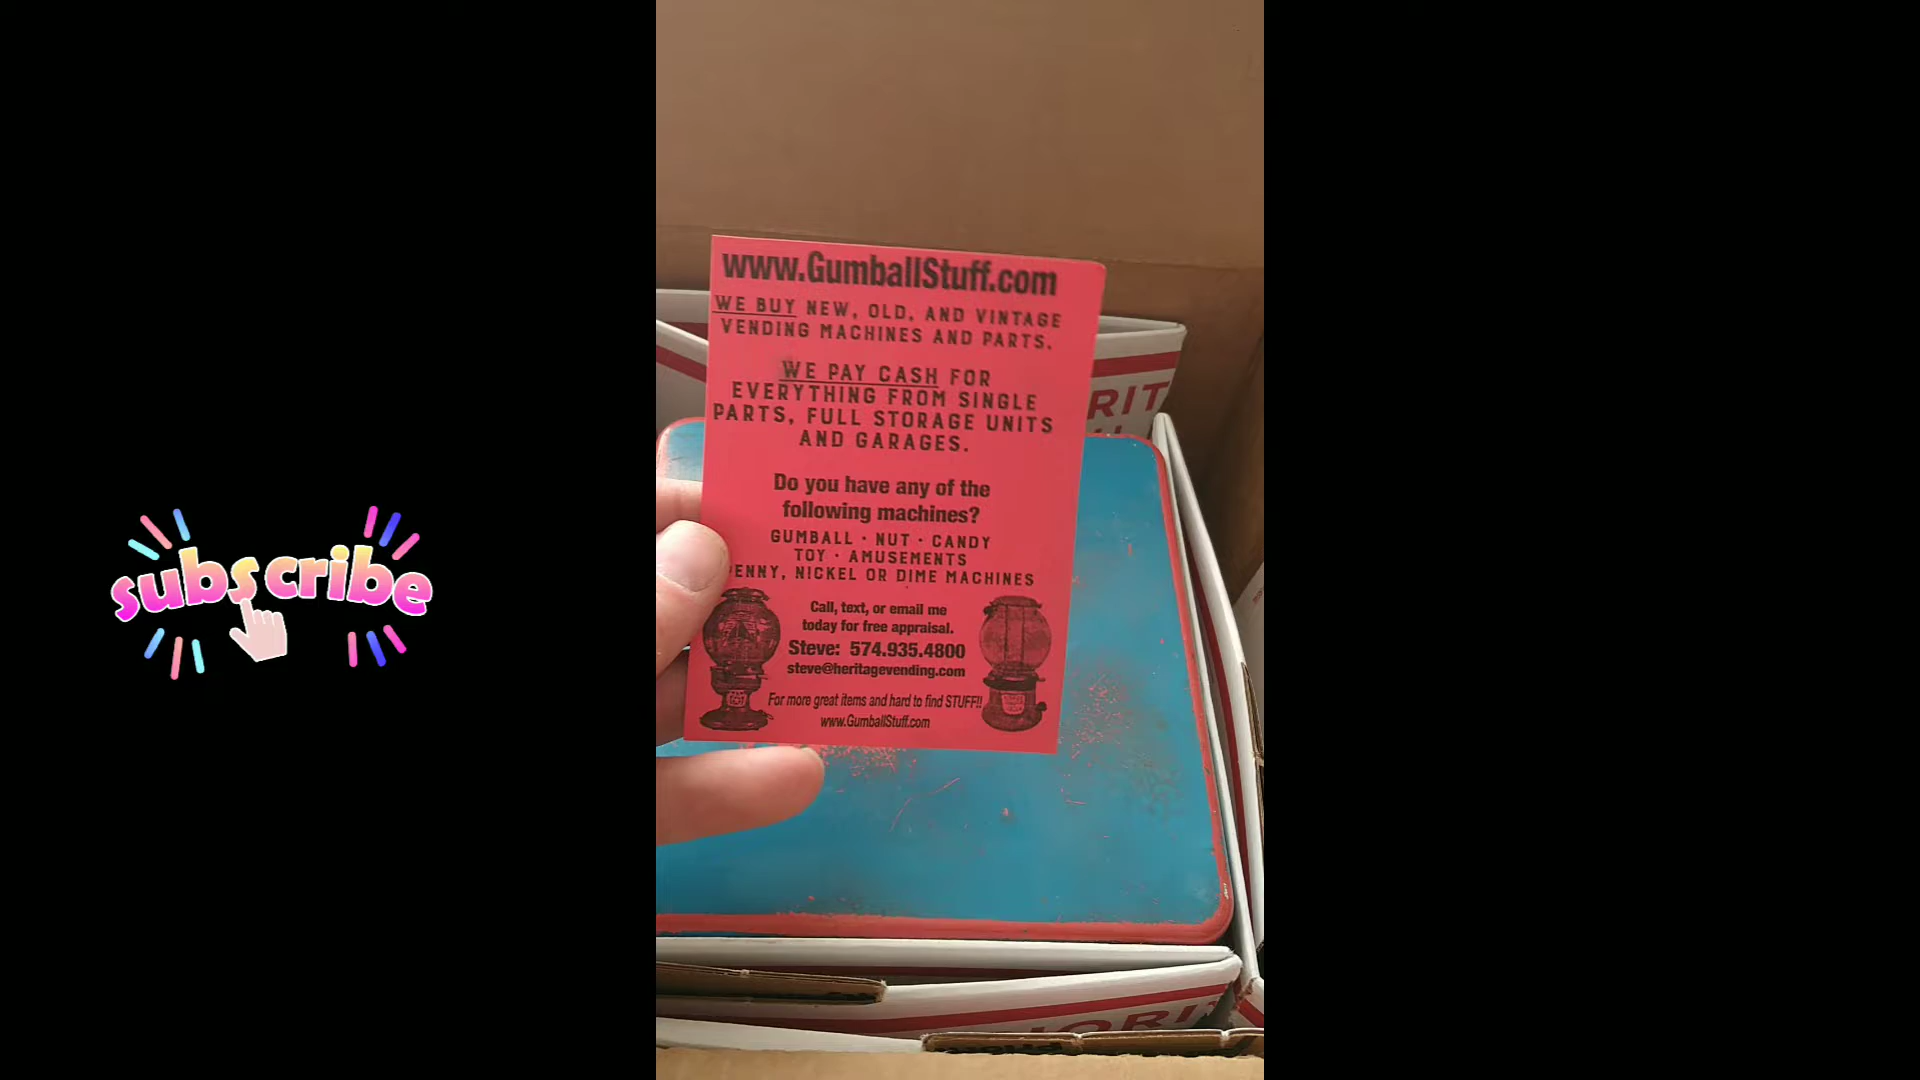 www.GumballStuff.com
WE BUY NEW, OLD, AND VINTAGE
VENDING MACHINES AND PARTS.
WE PAY CASH FOR
EVERYTHING FROM SINGLE
PARTS, FULL STORAGE UNITS
AND GARAGES.
Do you have any of the
following machines?
GUMBALL · NUT · CANDY
TOY · AMUSEMENTS
ENNY, NICKEL OR DIME MACHINES
Call, text, or email me
today for free appraisal.
Steve: 574.935.4800
steve@heritagevending.com
For more great items and hard to find STUFF!!
www.GumballStuff.com
RIT
subscribe
ORI